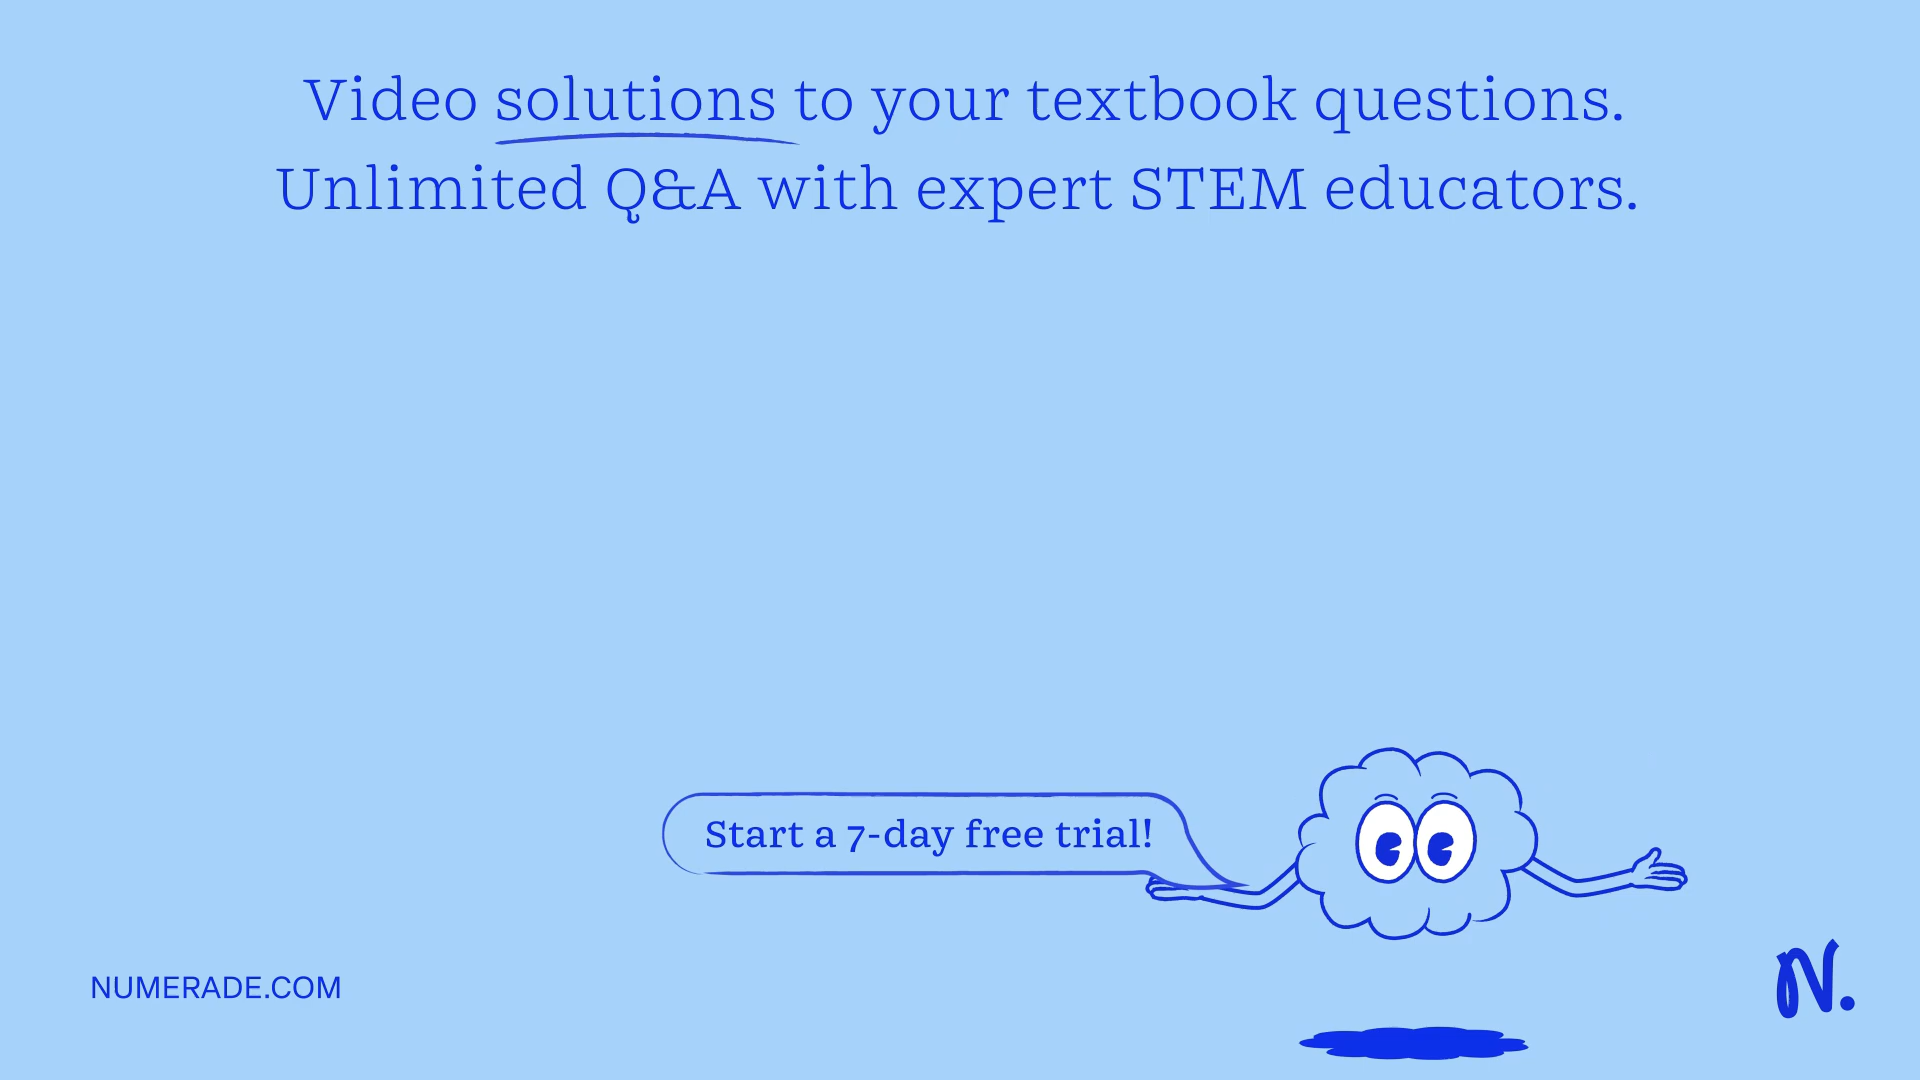 Video solutions to your textbook questions.
Unlimited Q&A with expert STEM educators.
Start a 7-day free trial!
NUMERADE.COM
N.